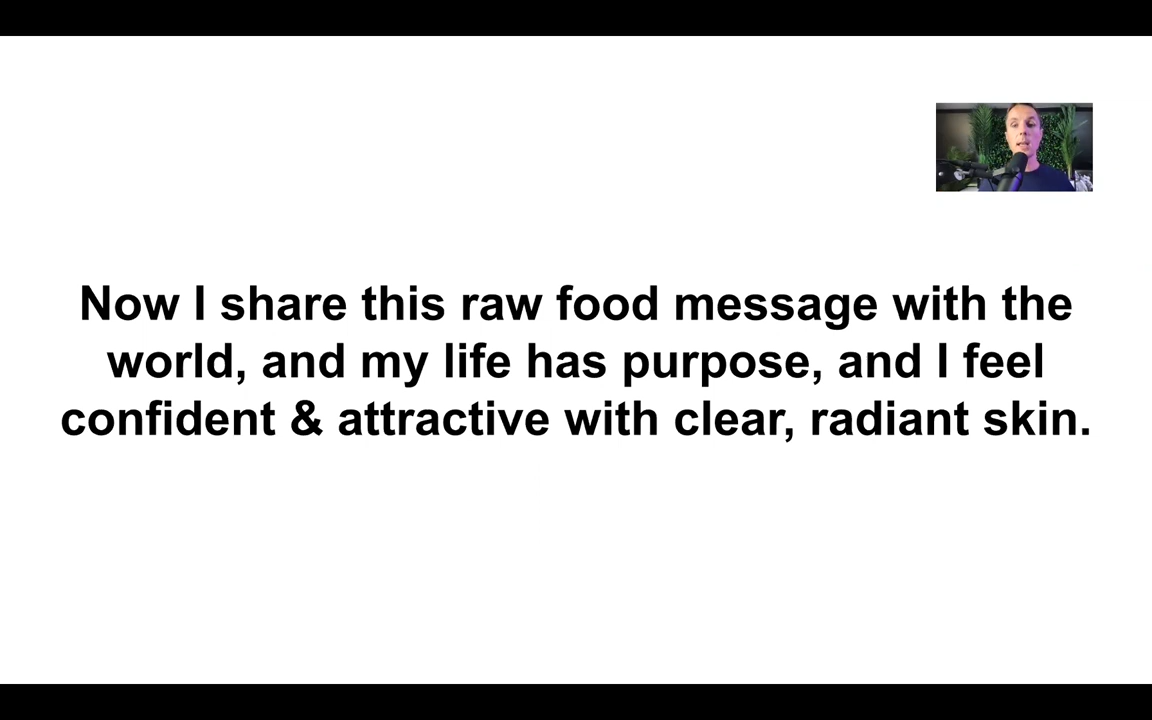 Now I share this raw food message with the
world, and my life has purpose, and I feel
confident & attractive with clear, radiant skin.